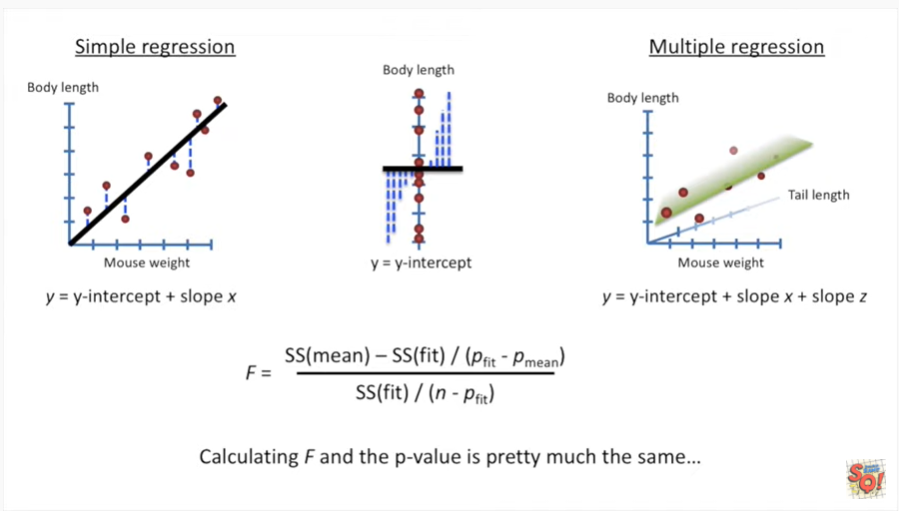 Simple regression
Body length
Mouse weight
y = y-intercept + slope x
Body length
y = y-intercept
Multiple regression
Body length
Tail length
Mouse weight
y = y-intercept + slope x + slope z
F =
SS(mean) – SS(fit) / (pfit - pmean)
SS(fit) / (n - pfit)
Calculating F and the p-value is pretty much the same...
SQ!